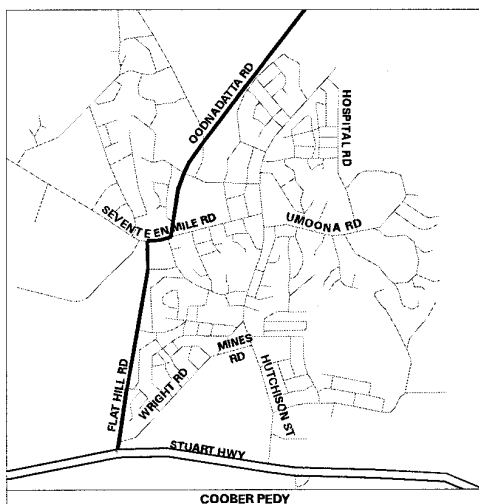 OODNADATTA RD
HOSPITAL RD
SEVENTEEN MILE RD
UMOONA RD
MINES
RD
FLAT HILL RD
WRIGHT RD
HUTCHISON ST
STUART HWY
COOBER PEDY